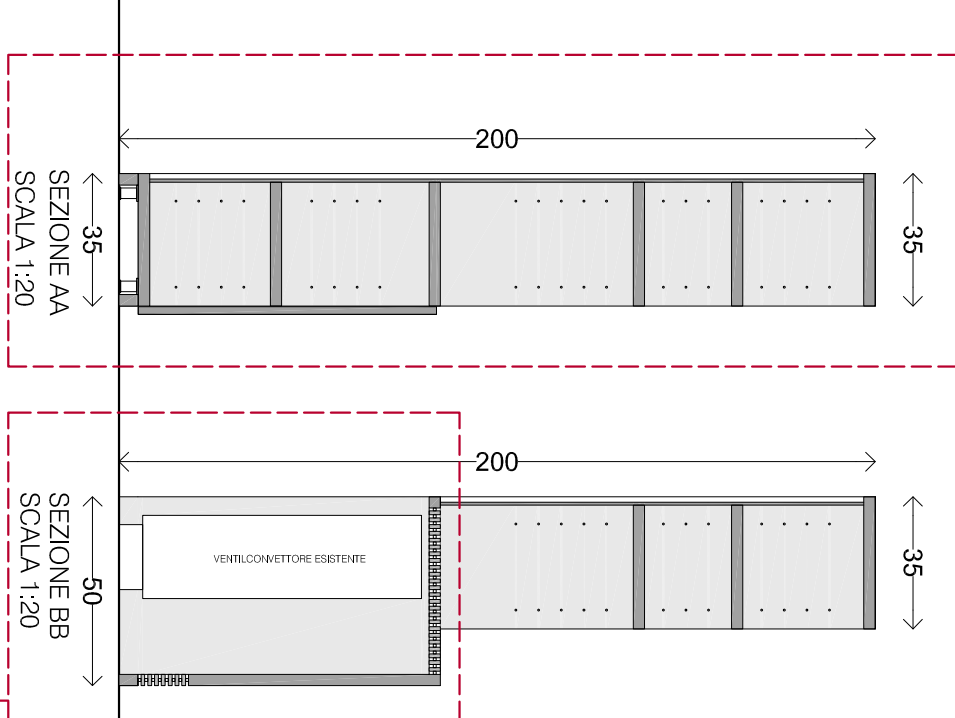 200
SEZIONE AA
SCALA 1:20
35
35
200
SEZIONE BB
SCALA 1:20
50
VENTILCONVETTORE ESISTENTE
35